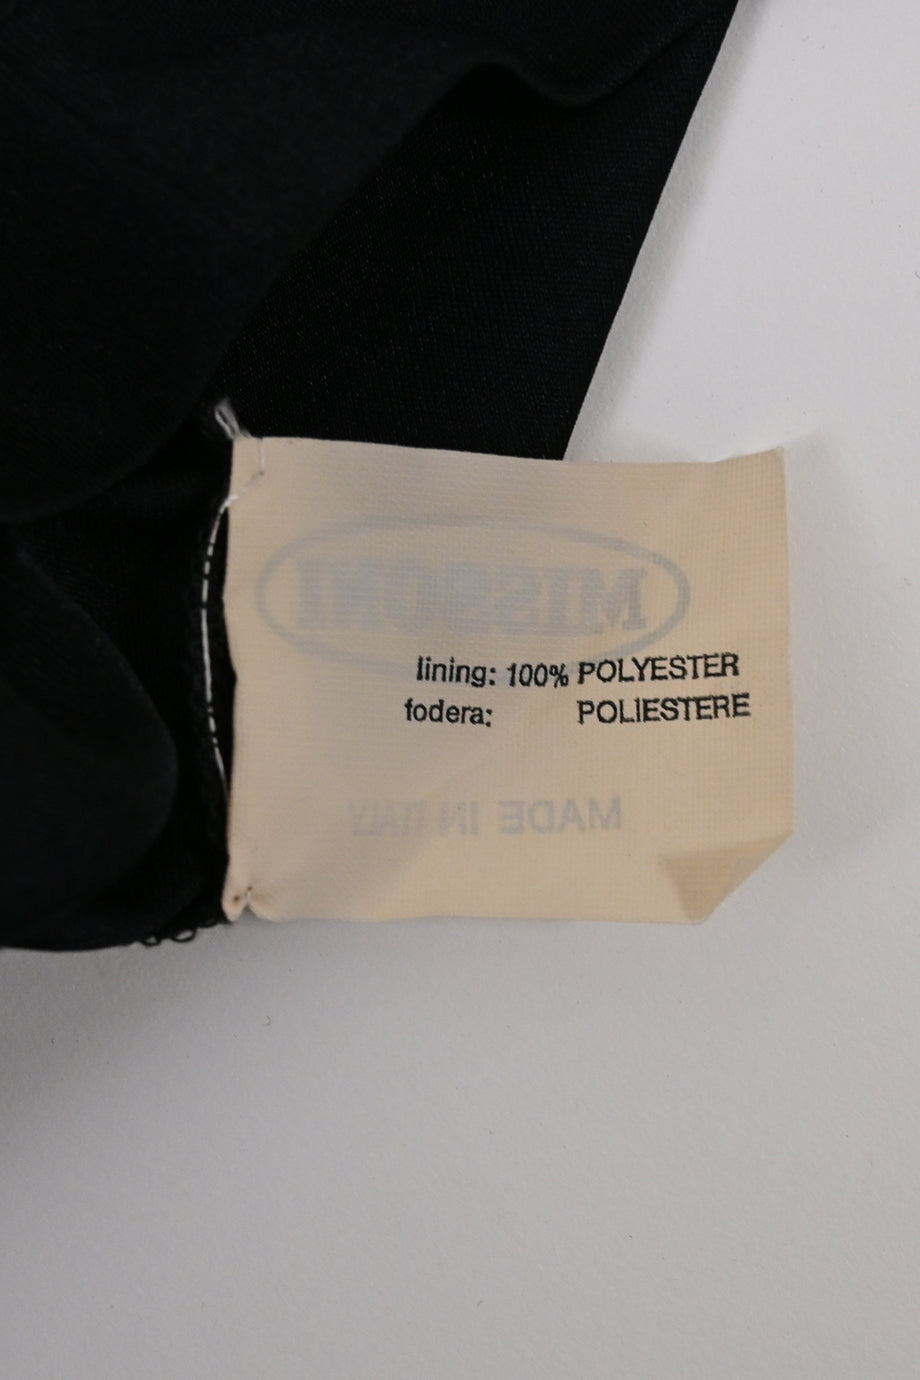 MISSONI
lining: 100% POLYESTER
fodera: POLIESTERE
MADE IN ITALY